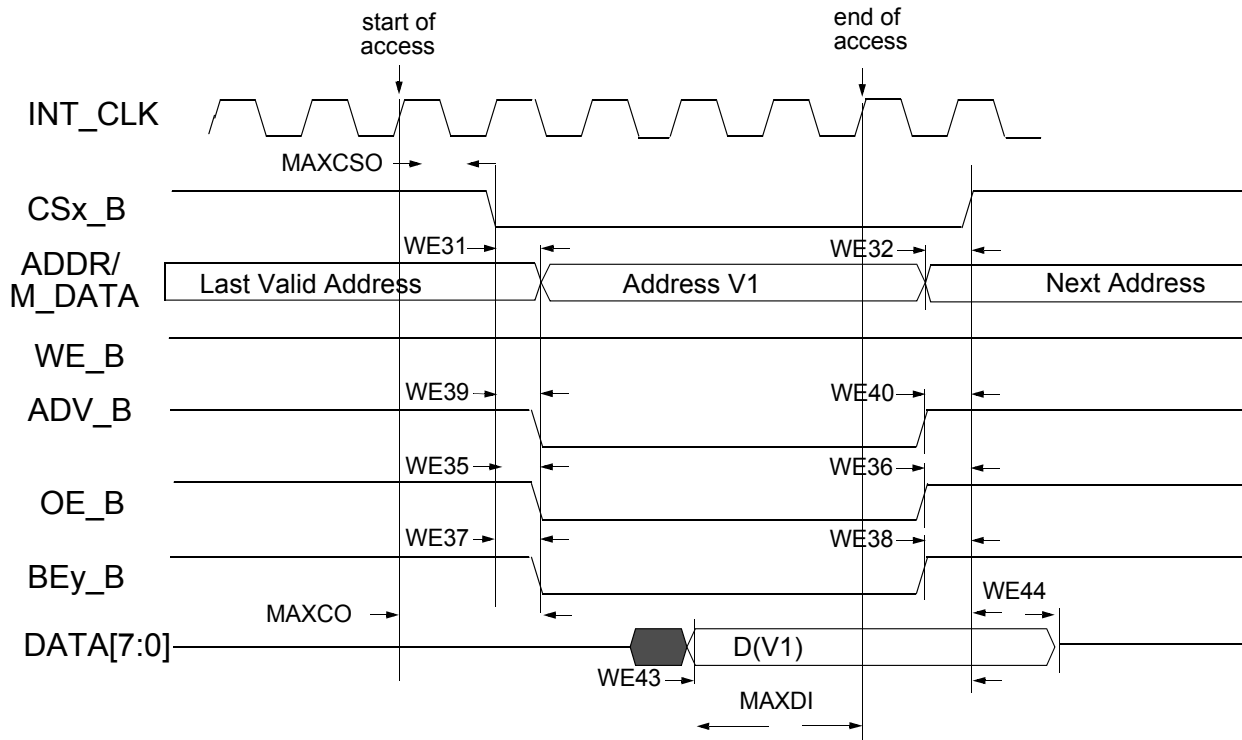 start of
access
end of
access
INT_CLK
MAXCSO
CSx_B
WE31
WE32
ADDR/
M_DATA
Last Valid Address
Address V1
Next Address
WE_B
WE39
WE40
ADV_B
WE35
WE36
OE_B
WE37
WE38
BEy_B
WE44
MAXCO
DATA[7:0]
D(V1)
WE43
MAXDI